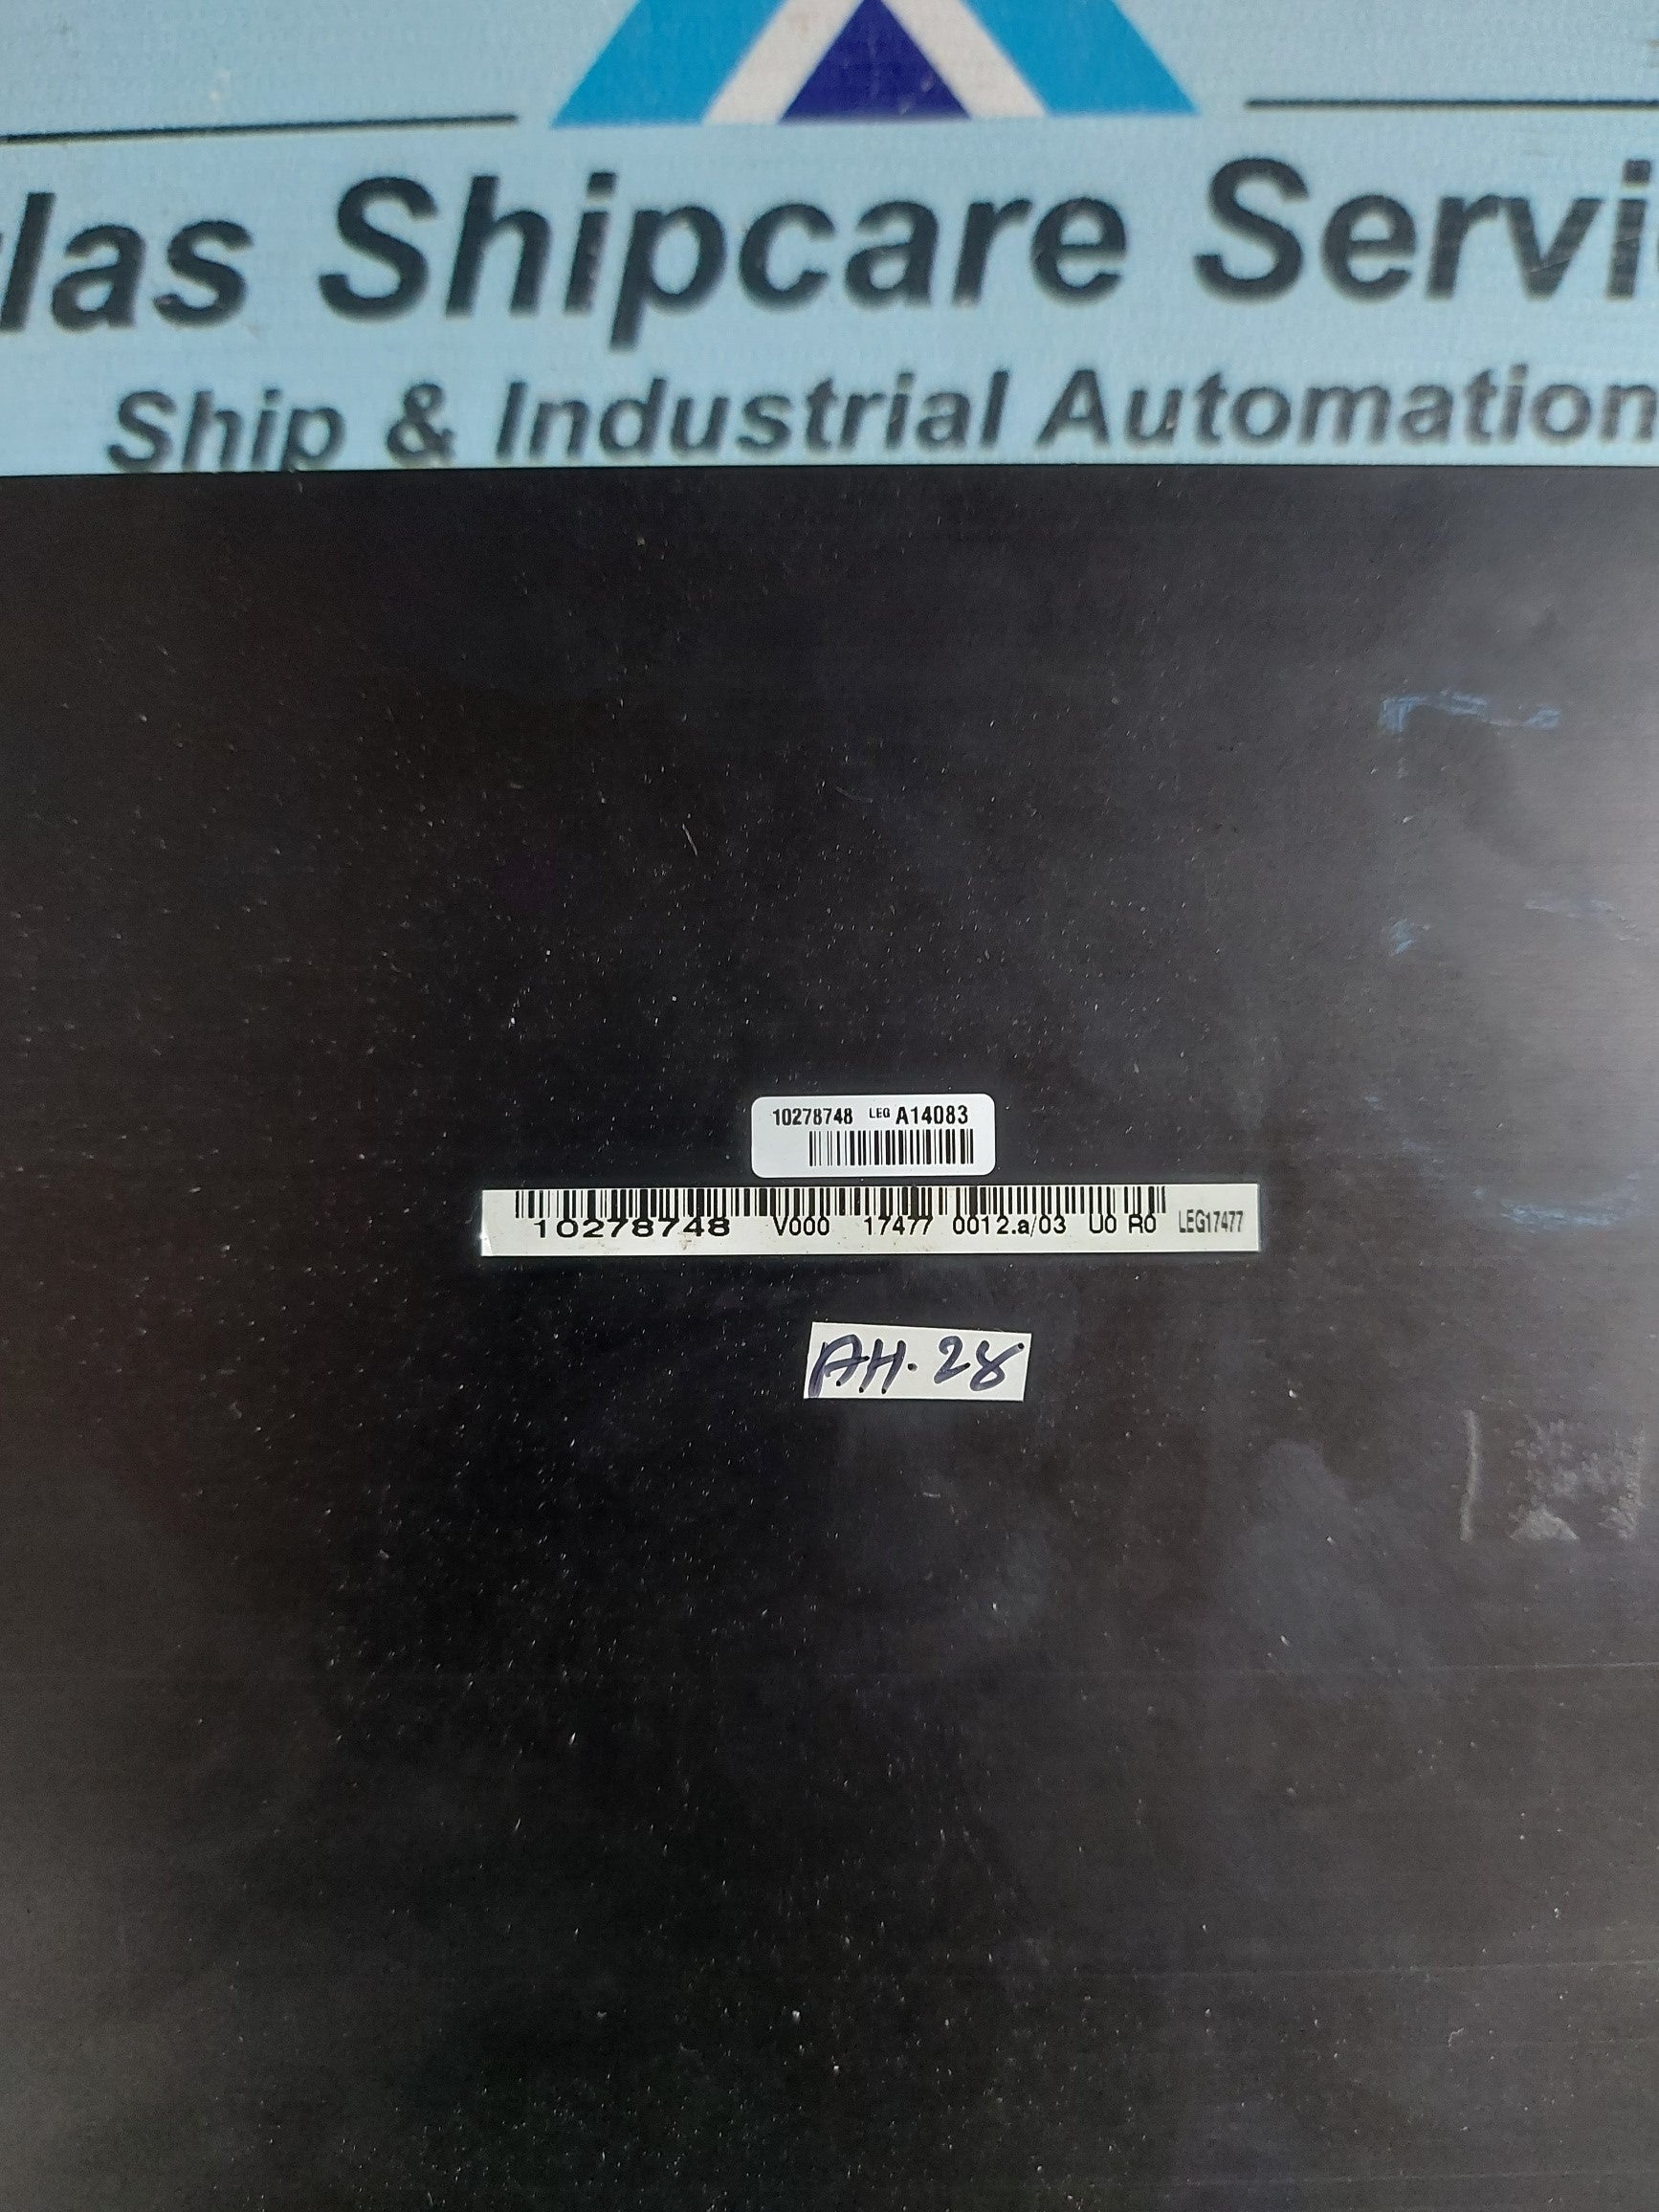 las Shipcare Servi
Ship & Industrial Automation
10278748 LEG A14083
10278748 V000 17477 0012.a/03 U0 R0 LEG17477
AH. 28